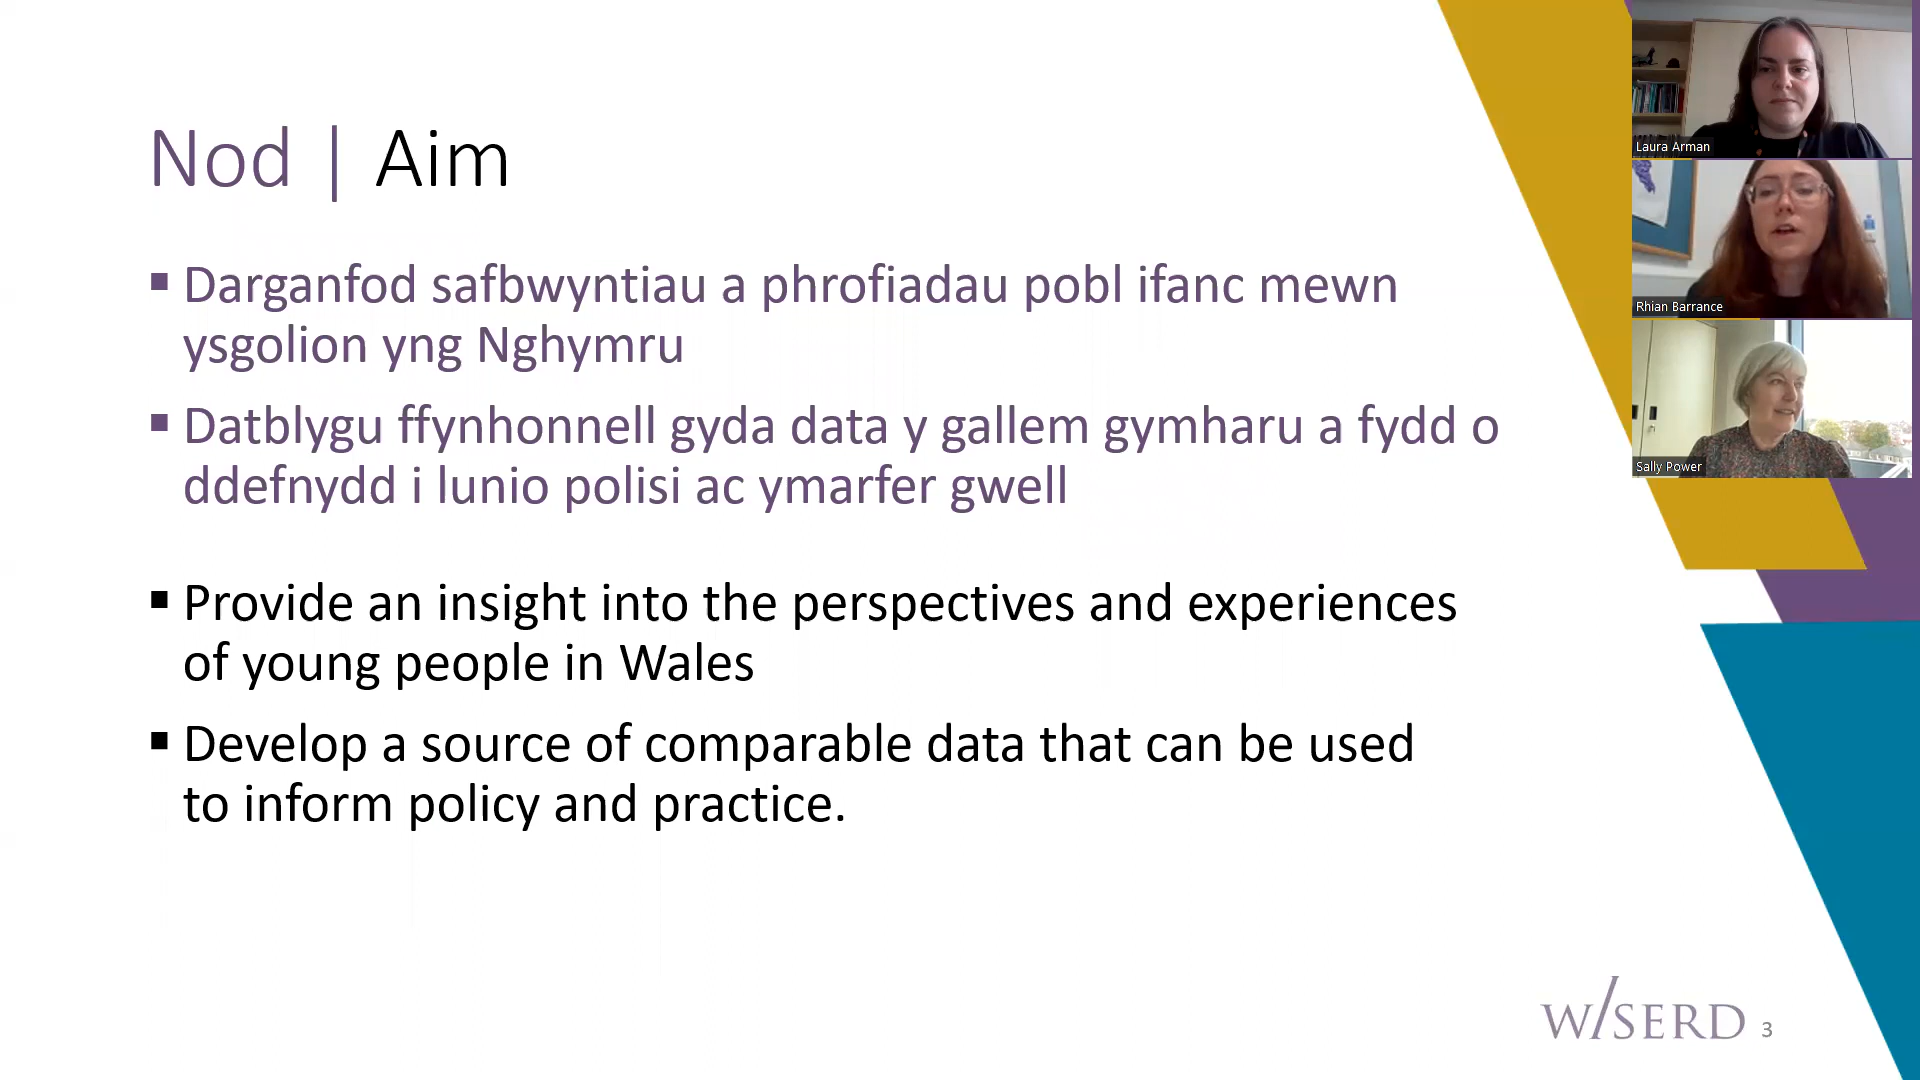 Nod | Aim
Darganfod safbwyntiau a phrofiadau pobl ifanc mewn
ysgolion yng Nghymru
Datblygu ffynhonnell gyda data y gallem gymharu a fydd o
ddefnydd i lunio polisi ac ymarfer gwell
Provide an insight into the perspectives and experiences
of young people in Wales
Develop a source of comparable data that can be used
to inform policy and practice.
Laura Arman
Rhian Barrance
Sally Power
W/SERD
3